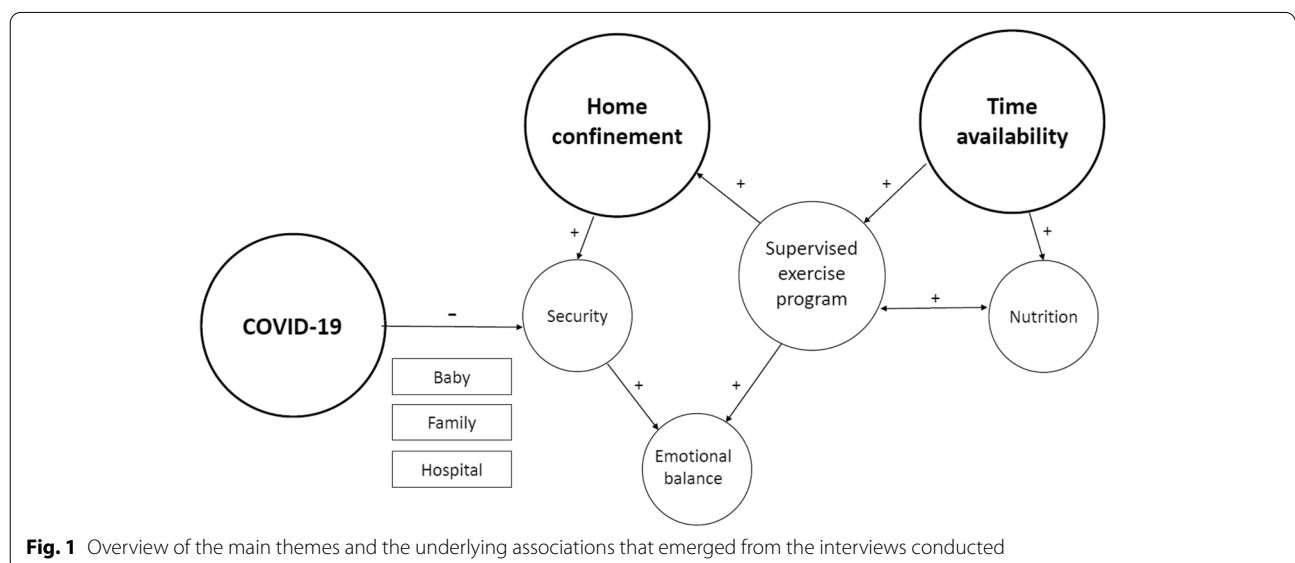 Home
confinement
Time
availability
+
+
+
+
Supervised
exercise
program
COVID-19
–
Security
+
Nutrition
Baby
Family
Hospital
+
+
Emotional
balance
Fig. 1 Overview of the main themes and the underlying associations that emerged from the interviews conducted